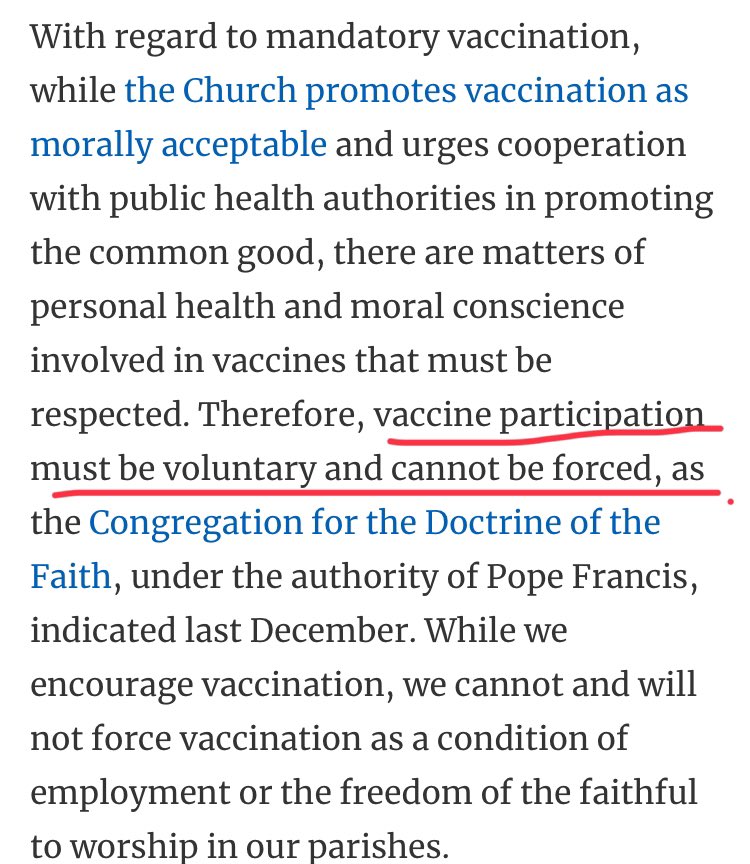 With regard to mandatory vaccination,
while the Church promotes vaccination as
morally acceptable and urges cooperation
with public health authorities in promoting
the common good, there are matters of
personal health and moral conscience
involved in vaccines that must be
respected. Therefore, vaccine participation
must be voluntary and cannot be forced, as
the Congregation for the Doctrine of the
Faith, under the authority of Pope Francis,
indicated last December. While we
encourage vaccination, we cannot and will
not force vaccination as a condition of
employment or the freedom of the faithful
to worship in our parishes.